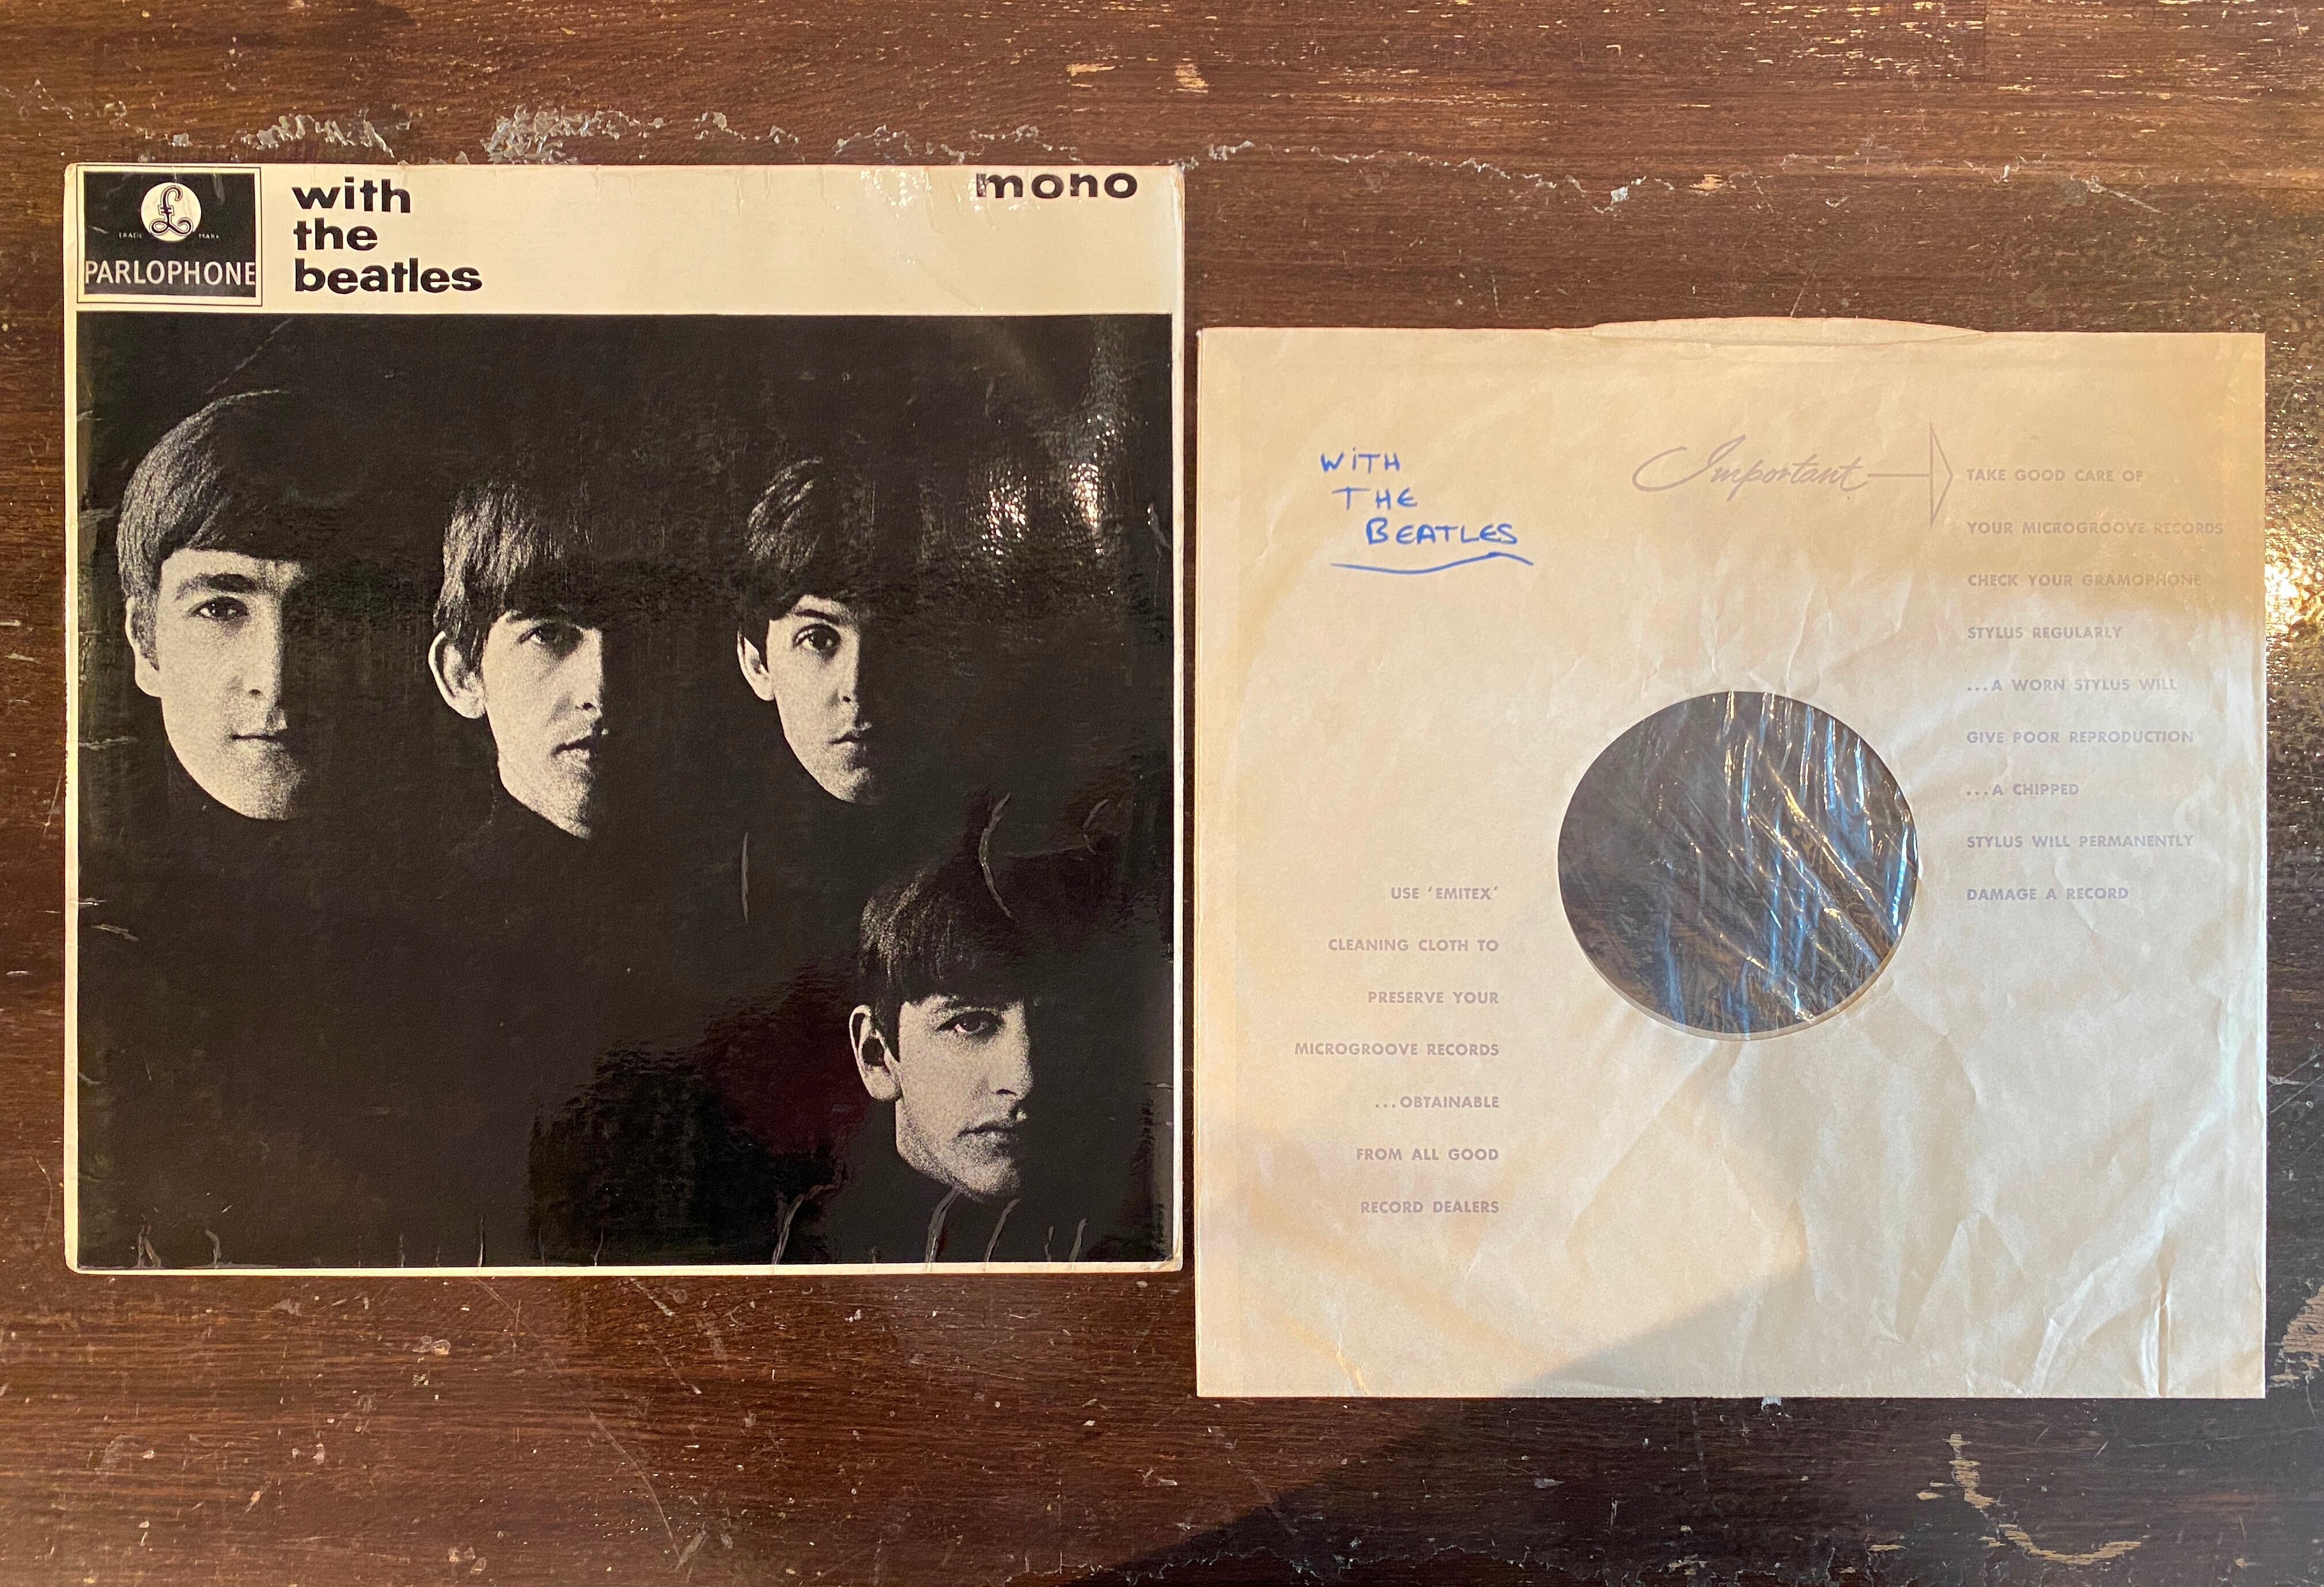 £
TRADE MARK
PARLOPHONE
with
the
beatles
mono
WiTH
THE
BEATLES
Important
TAKE GOOD CARE OF
YOUR MICROGROOVE RECORDS
CHECK YOUR GRAMOPHONE
STYLUS REGULARLY
...A WORN STYLUS WILL
GIVE POOR REPRODUCTION
...A CHIPPED
STYLUS WILL PERMANENTLY
DAMAGE A RECORD
USE ‘EMITEX’
CLEANING CLOTH TO
PRESERVE YOUR
MICROGROOVE RECORDS
...OBTAINABLE
FROM ALL GOOD
RECORD DEALERS